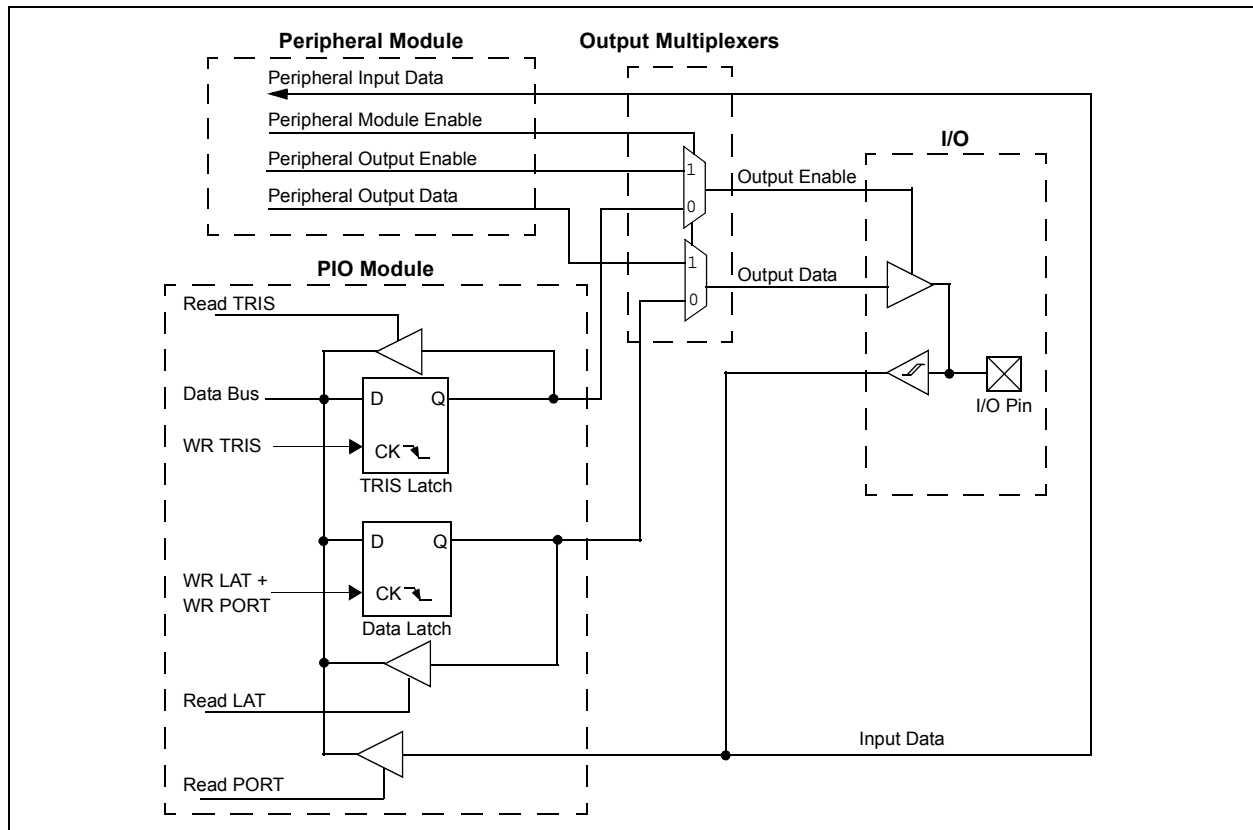 Peripheral Module
Output Multiplexers
Peripheral Input Data
Peripheral Module Enable
Peripheral Output Enable
Peripheral Output Data
1
0
Output Enable
I/O
1
0
Output Data
I/O Pin
PIO Module
Read TRIS
Data Bus
D
Q
WR TRIS
CK
TRIS Latch
D
Q
WR LAT +
WR PORT
CK
Data Latch
Read LAT
Input Data
Read PORT